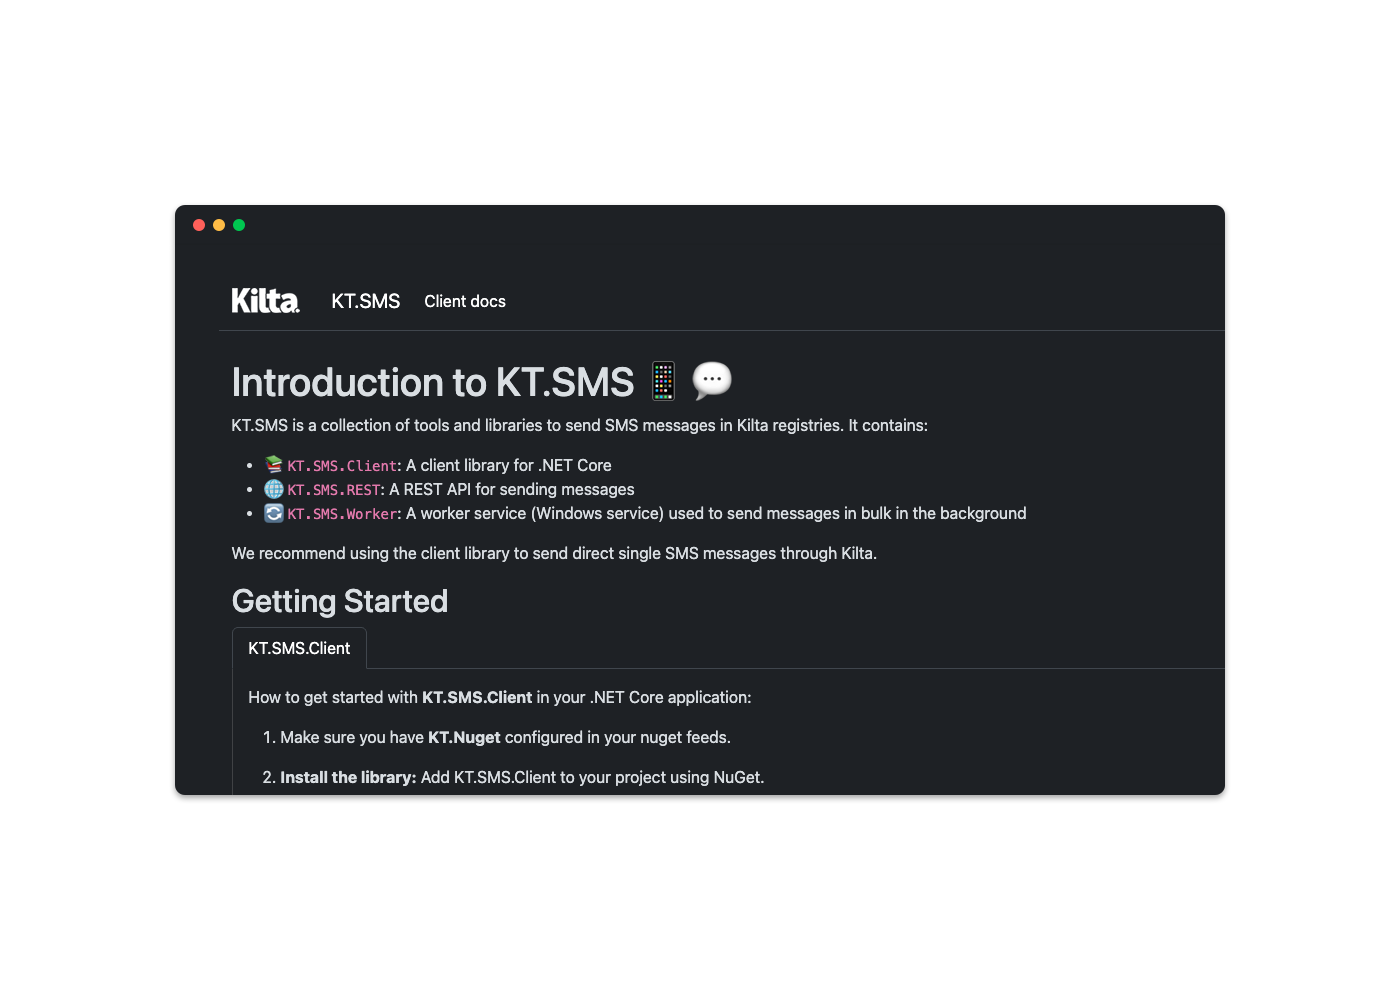 Kilta. KT.SMS Client docs
Introduction to KT.SMS 📱 💬
KT.SMS is a collection of tools and libraries to send SMS messages in Kilta registries. It contains:
• 📚 KT.SMS.Client: A client library for .NET Core
• 🌐 KT.SMS.REST: A REST API for sending messages
• 🔄 KT.SMS.Worker: A worker service (Windows service) used to send messages in bulk in the background
We recommend using the client library to send direct single SMS messages through Kilta.
Getting Started
KT.SMS.Client
How to get started with KT.SMS.Client in your .NET Core application:
1. Make sure you have KT.Nuget configured in your nuget feeds.
2. Install the library: Add KT.SMS.Client to your project using NuGet.